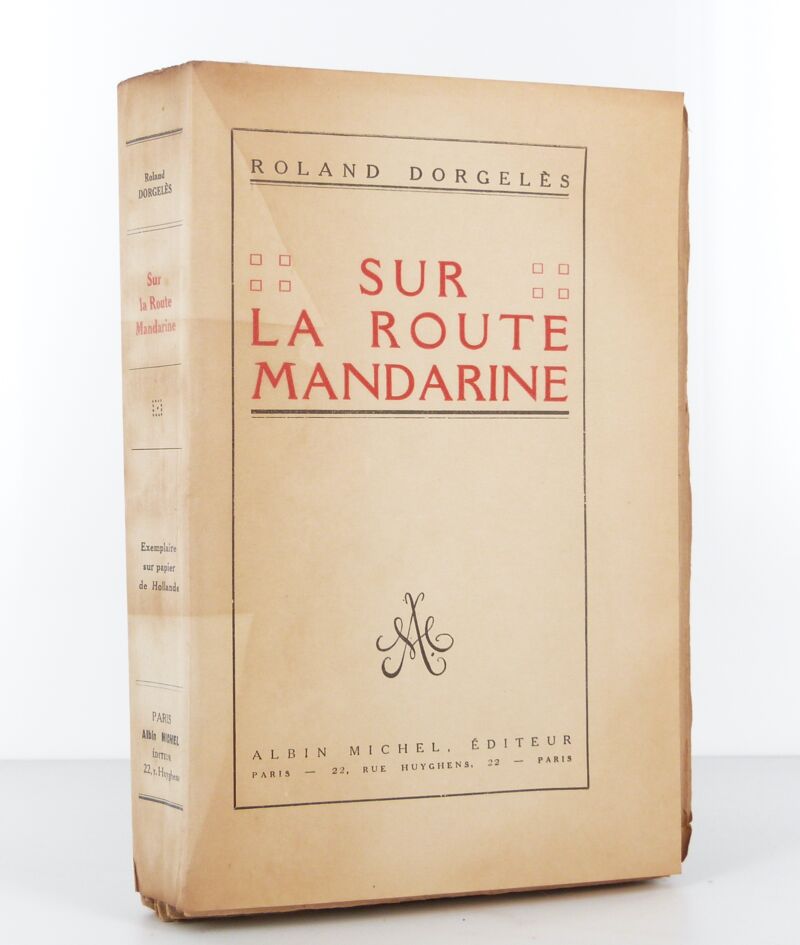 Roland
DORGELÈS
Sur
la Route
Mandarine
Exemplaire
sur papier
de Hollande
PARIS
Albin MICHEL
ÉDITEUR
22, r. Huyghens
ROLAND DORGELÈS
SUR
LA ROUTE
MANDARINE
ALBIN MICHEL, ÉDITEUR
PARIS — 22, RUE HUYGHENS, 22 — PARIS